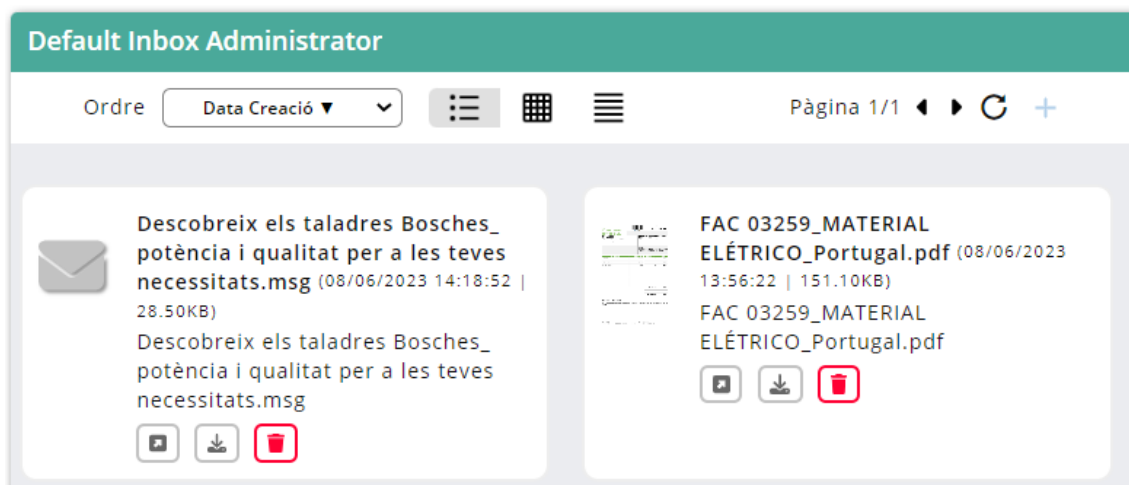 Default Inbox Administrator
Ordre Data Creació ▼ Pàgina 1/1
Descobreix els taladres Bosches_
potència i qualitat per a les teves
necessitats.msg (08/06/2023 14:18:52 |
28.50KB)
Descobreix els taladres Bosches_
potència i qualitat per a les teves
necessitats.msg
FAC 03259_MATERIAL
ELÉTRICO_Portugal.pdf (08/06/2023
13:56:22 | 151.10KB)
FAC 03259_MATERIAL
ELÉTRICO_Portugal.pdf